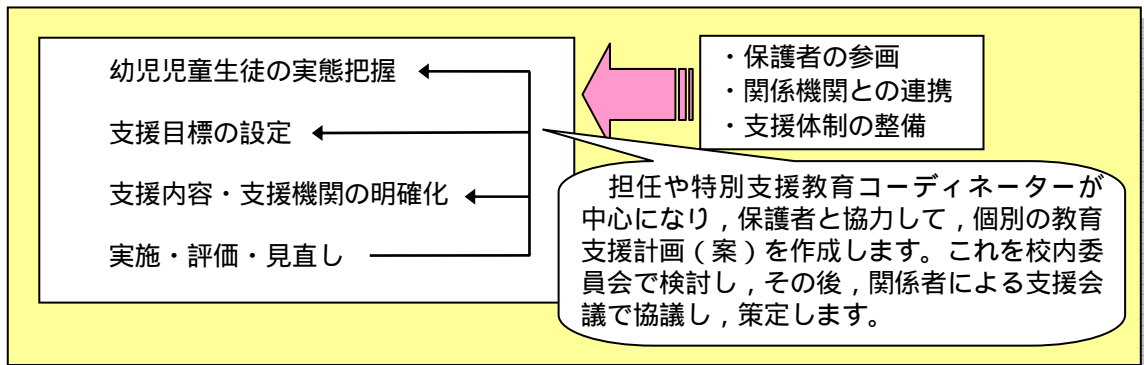 幼児児童生徒の実態把握
支援目標の設定
支援内容・支援機関の明確化
実施・評価・見直し
・保護者の参画
・関係機関との連携
・支援体制の整備
担任や特別支援教育コーディネーターが
中心になり，保護者と協力して，個別の教育
支援計画（案）を作成します。これを校内委
員会で検討し，その後，関係者による支援会
議で協議し，策定します。